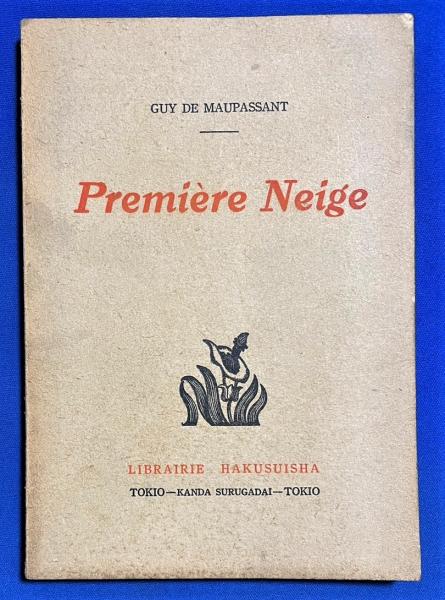 GUY DE MAUPASSANT
Première Neige
LIBRAIRIE HAKUSUISHA
TOKIO—KANDA SURUGADAI—TOKIO